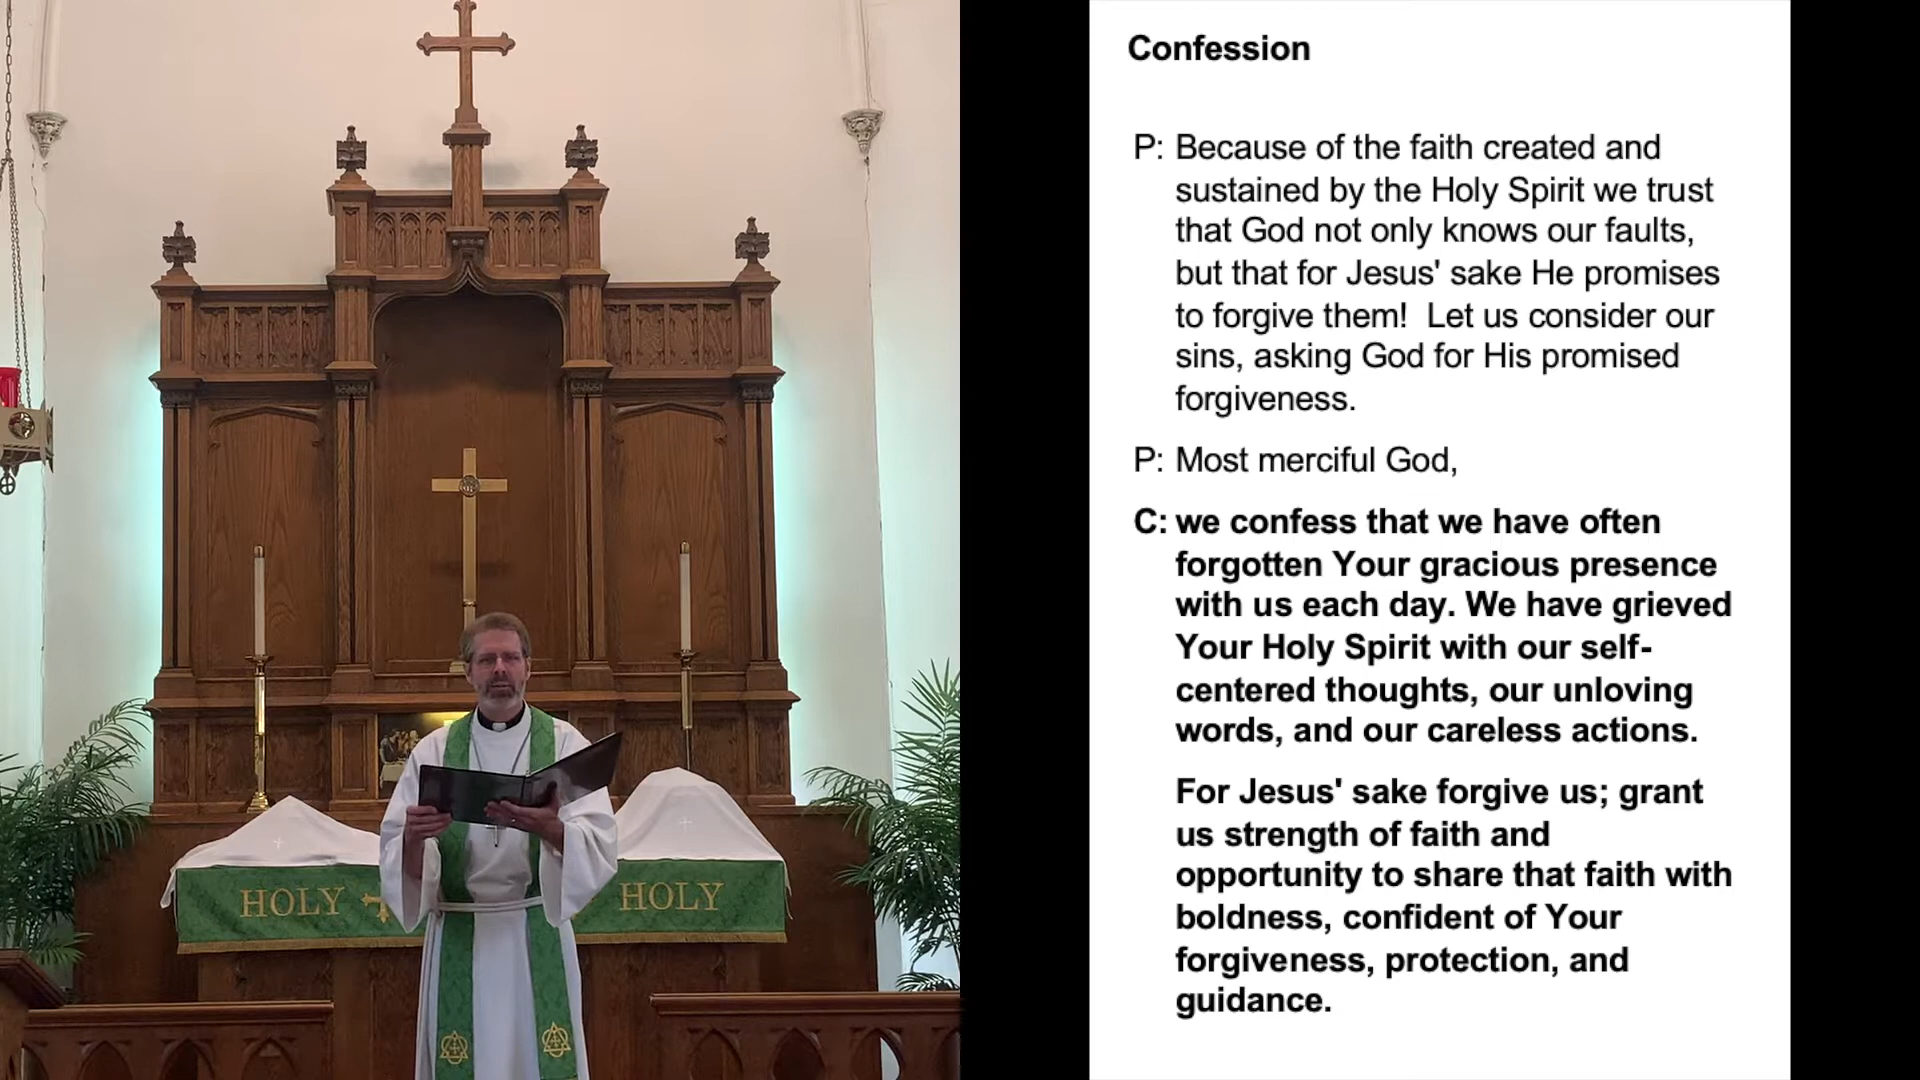 HOLY
HOLY
Confession
P: Because of the faith created and
sustained by the Holy Spirit we trust
that God not only knows our faults,
but that for Jesus' sake He promises
to forgive them!  Let us consider our
sins, asking God for His promised
forgiveness.
P: Most merciful God,
C: we confess that we have often
forgotten Your gracious presence
with us each day. We have grieved
Your Holy Spirit with our self-
centered thoughts, our unloving
words, and our careless actions.
For Jesus' sake forgive us; grant
us strength of faith and
opportunity to share that faith with
boldness, confident of Your
forgiveness, protection, and
guidance.